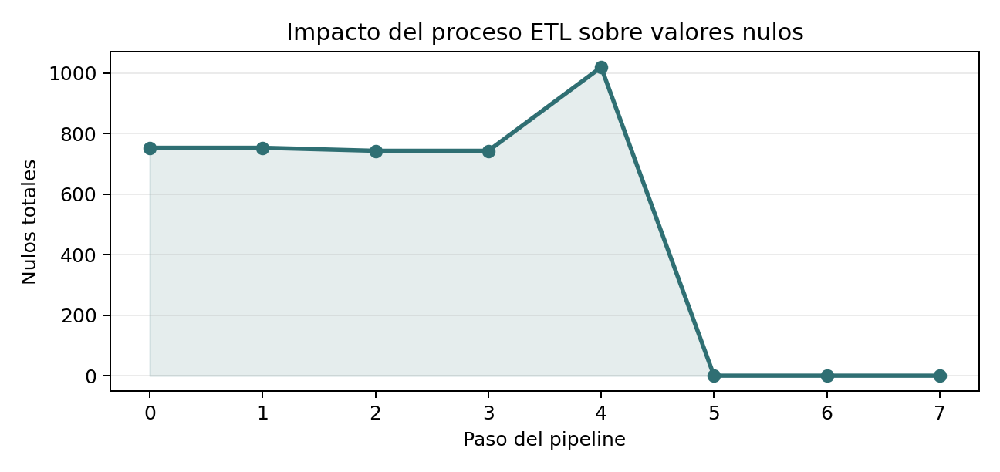 Impacto del proceso ETL sobre valores nulos
Nulos totales
1000
800
600
400
200
0
0 1 2 3 4 5 6 7
Paso del pipeline